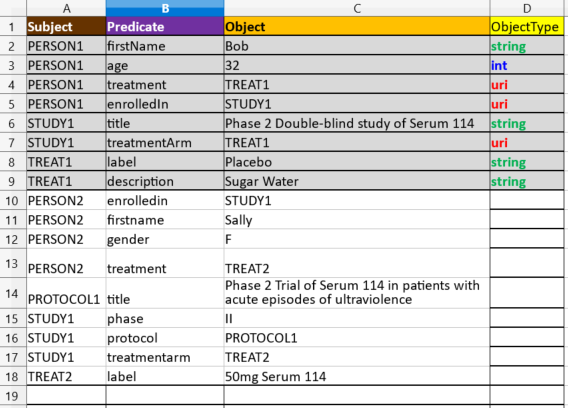 A B C D
1 Subject Predicate Object ObjectType
2 PERSON1 firstName Bob string
3 PERSON1 age 32 int
4 PERSON1 treatment TREAT1 uri
5 PERSON1 enrolledIn STUDY1 uri
6 STUDY1 title Phase 2 Double-blind study of Serum 114 string
7 STUDY1 treatmentArm TREAT1 uri
8 TREAT1 label Placebo string
9 TREAT1 description Sugar Water string
10 PERSON2 enrolledin STUDY1
11 PERSON2 firstname Sally
12 PERSON2 gender F
13 PERSON2 treatment TREAT2
14 PROTOCOL1 title Phase 2 Trial of Serum 114 in patients with
acute episodes of ultraviolence
15 STUDY1 phase II
16 STUDY1 protocol PROTOCOL1
17 STUDY1 treatmentarm TREAT2
18 TREAT2 label 50mg Serum 114
19